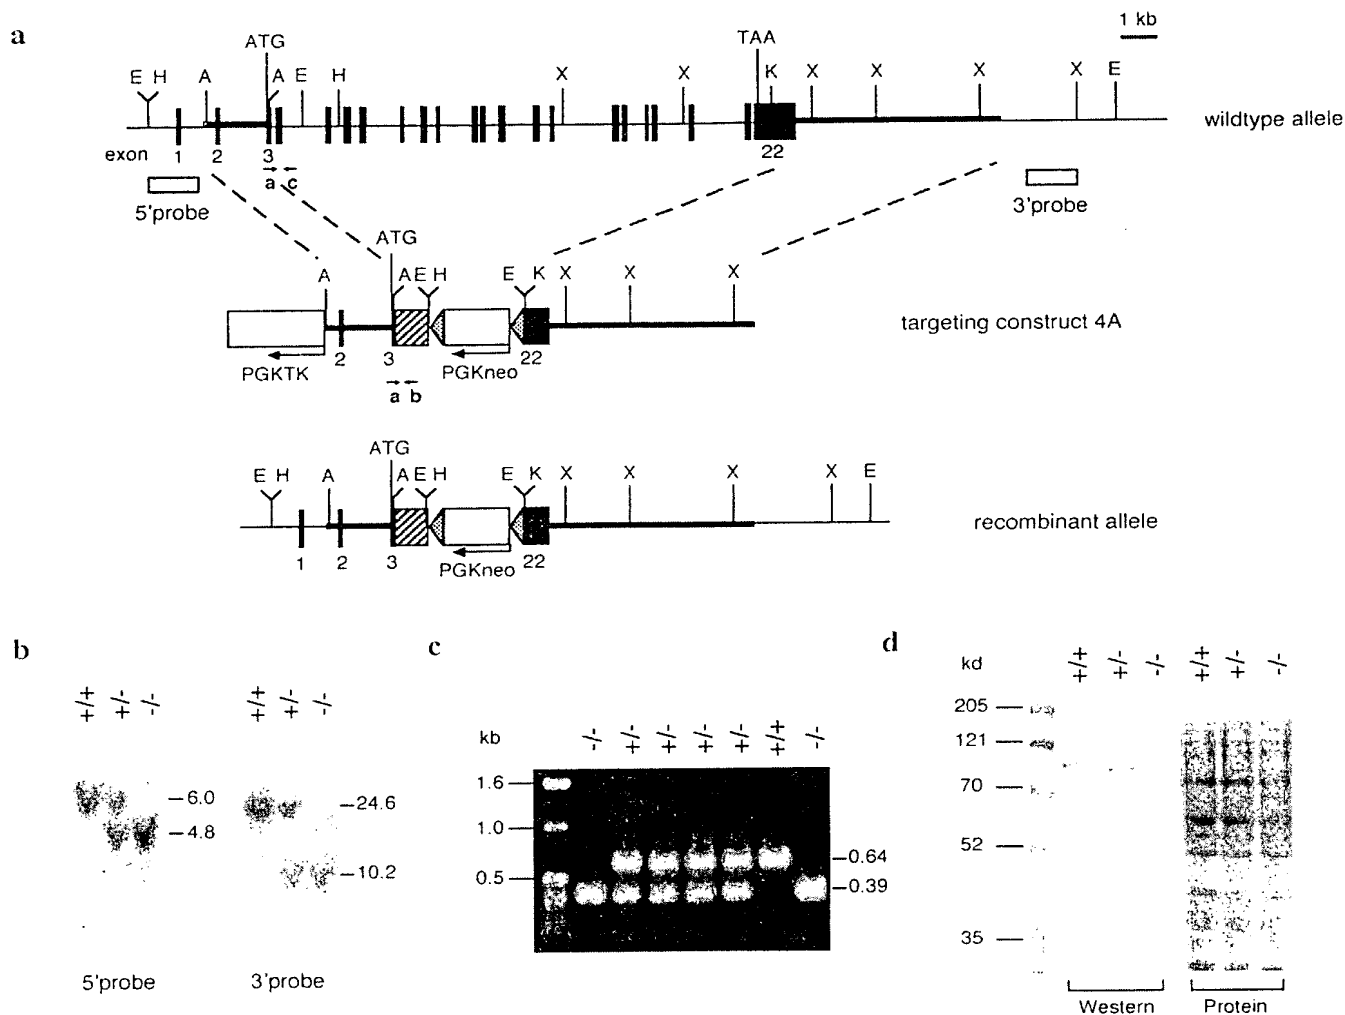 a
1 kb
ATG TAA
E H A A E H X X K X X X X E
wildtype allele
exon 1 2 3 22
a c
5'probe
3'probe
ATG
A A E H E K X X X
targeting construct 4A
2 3 22
PGKTK PGKneo
a b
ATG
E H A A E H E K X X X X E
recombinant allele
1 2 3 22
PGKneo
b
+/+ +/- -/- +/+ +/- -/-
6.0
4.8
24.6
10.2
5'probe 3'probe
c
kb
-/- +/- +/- +/- +/- +/+ -/-
1.6
1.0
0.5
0.64
0.39
d
kd
+/+ +/- -/- +/+ +/- -/-
205
121
70
52
35
Western Protein